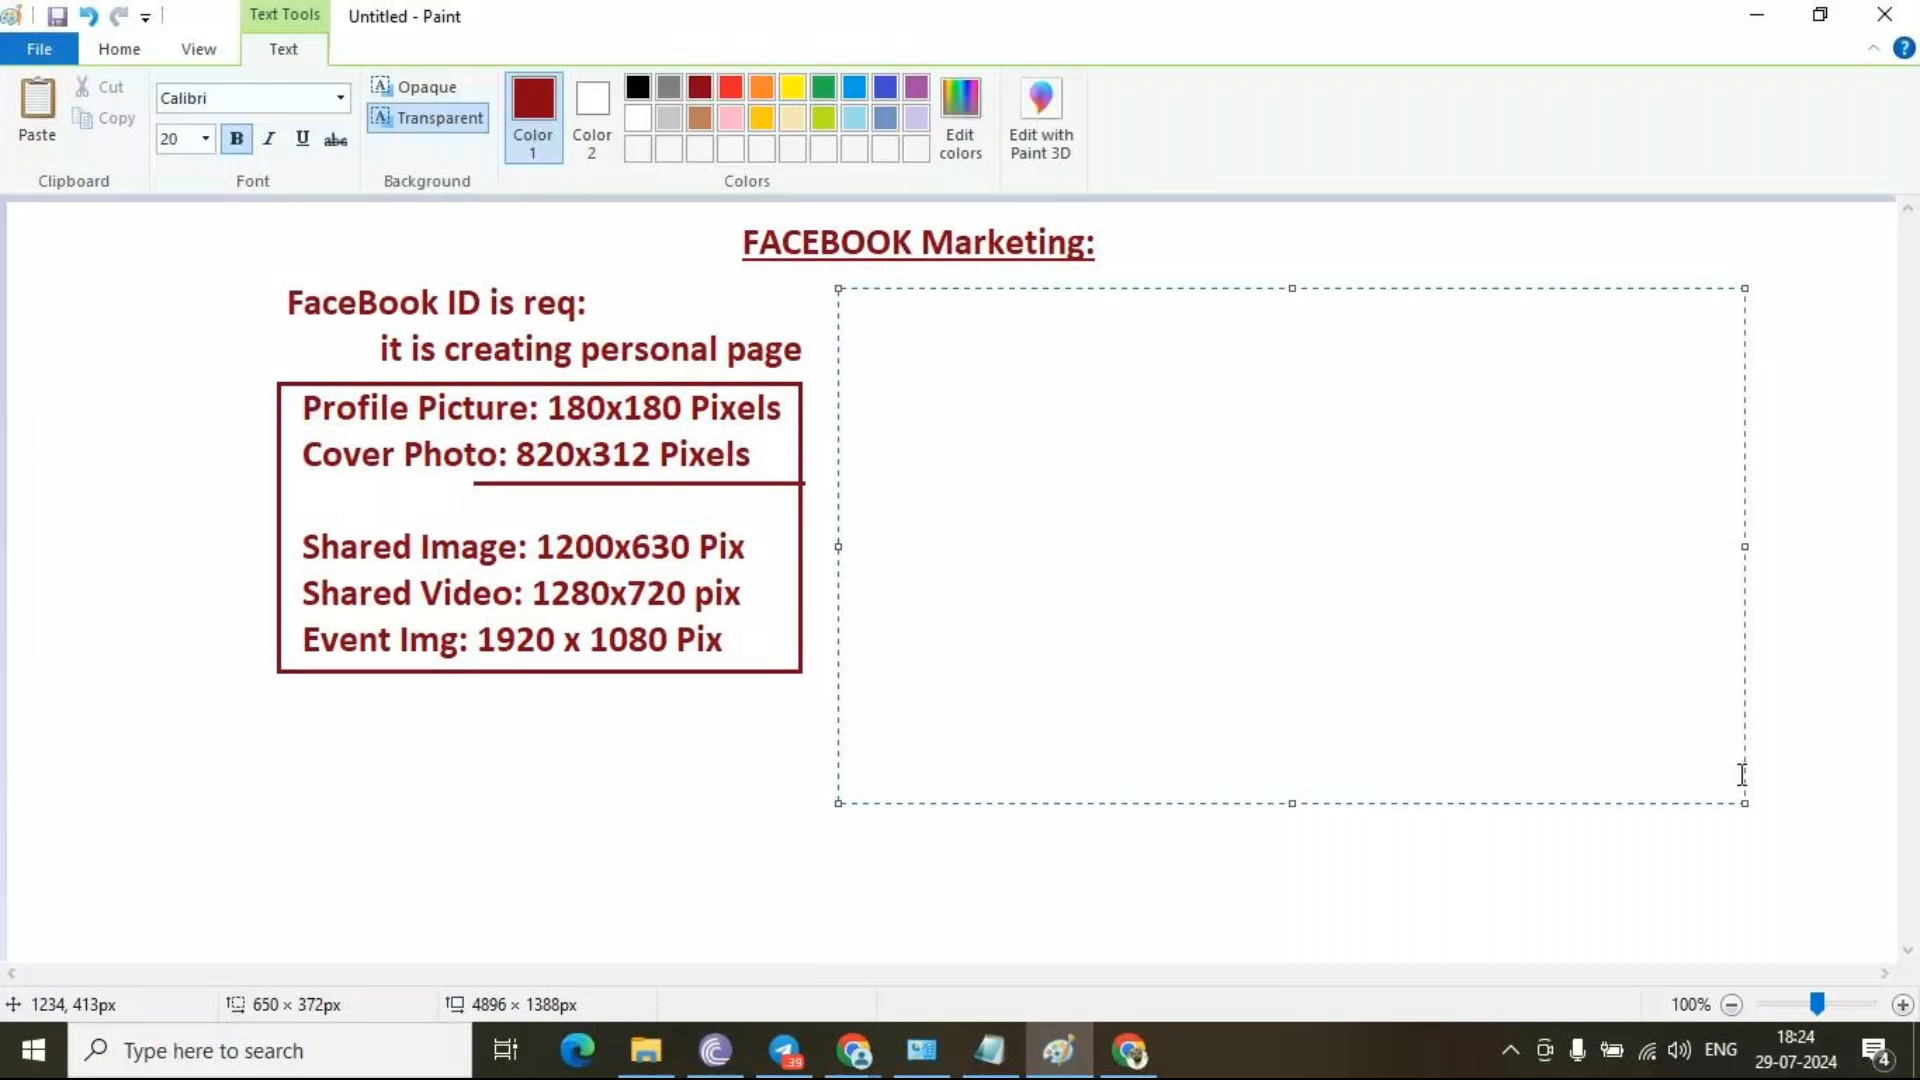 Text Tools
Untitled - Paint
File
Home
View
Text
Paste
Cut
Copy
Clipboard
Calibri
20
B
I
U
abc
Font
Opaque
Transparent
Background
Color
1
Color
2
Edit
colors
Colors
Edit with
Paint 3D
FACEBOOK Marketing:
FaceBook ID is req:
it is creating personal page
Profile Picture: 180x180 Pixels
Cover Photo: 820x312 Pixels
Shared Image: 1200x630 Pix
Shared Video: 1280x720 pix
Event Img: 1920 x 1080 Pix
1234, 413px
650 × 372px
4896 × 1388px
100%
Type here to search
39
ENG
18:24
29-07-2024
4